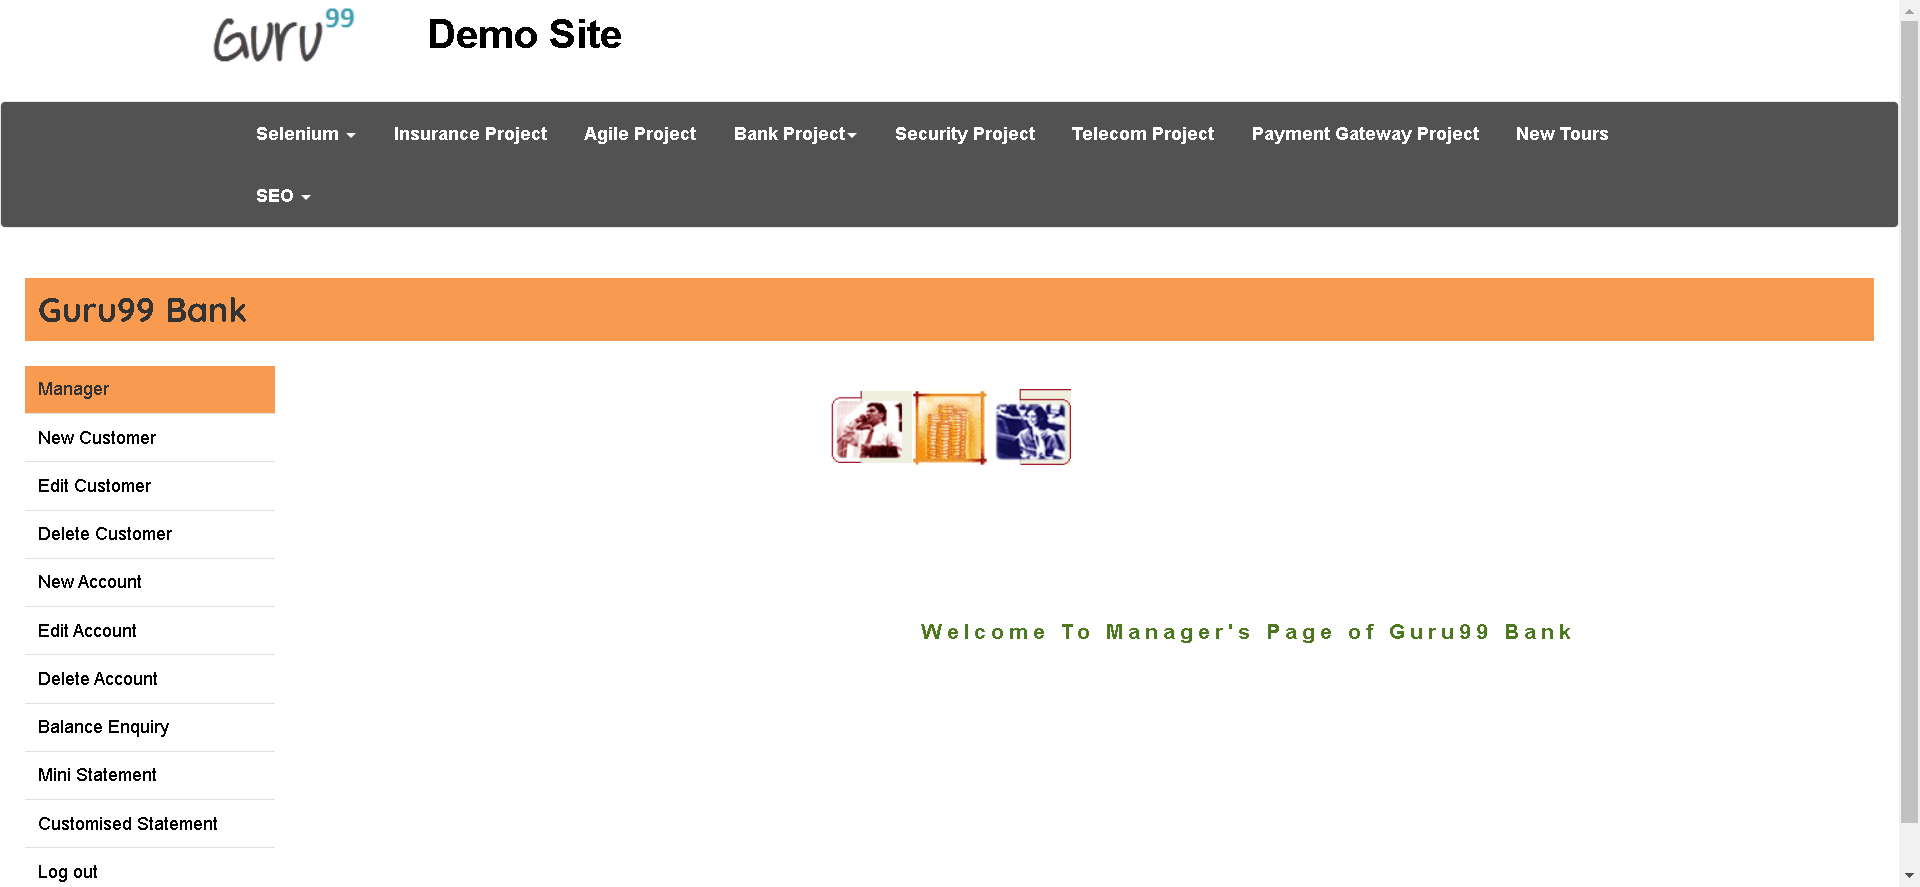 Guru99
Demo Site
Selenium
Insurance Project
Agile Project
Bank Project
Security Project
Telecom Project
Payment Gateway Project
New Tours
SEO
Guru99 Bank
Manager
New Customer
Edit Customer
Delete Customer
New Account
Edit Account
Delete Account
Balance Enquiry
Mini Statement
Customised Statement
Log out
Welcome To Manager's Page of Guru99 Bank